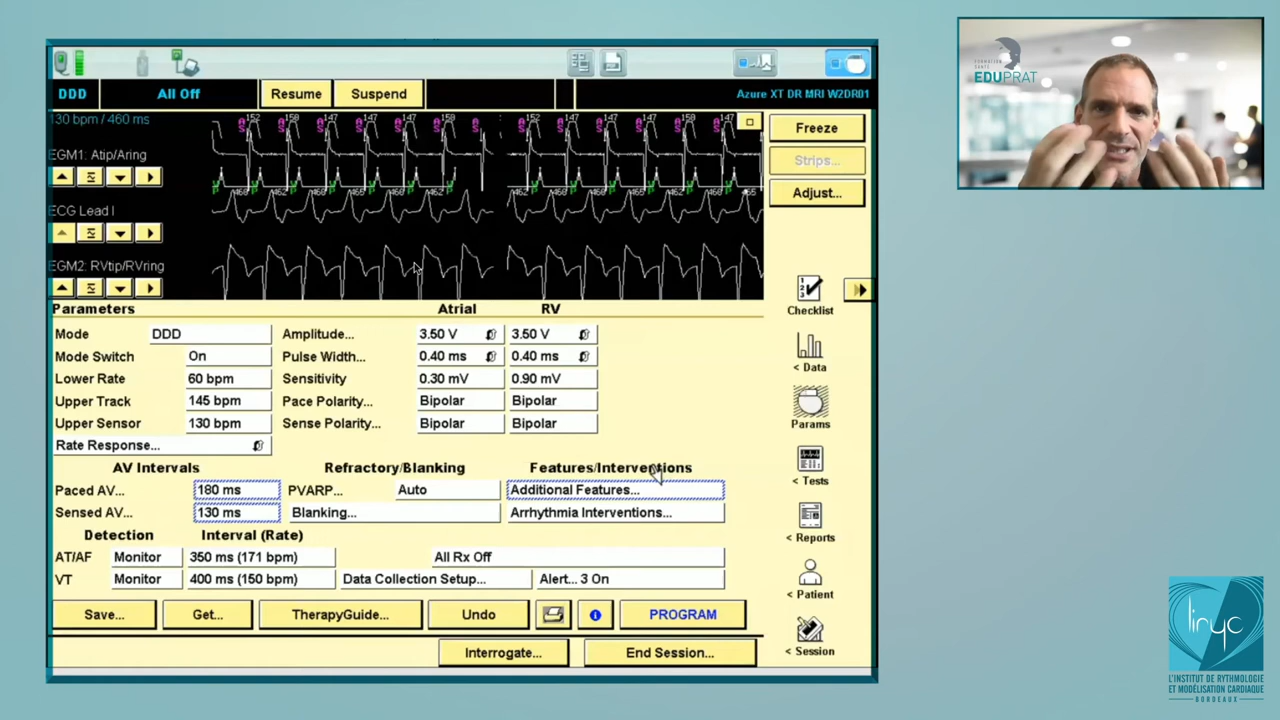 DDD All Off Resume Suspend Azure XT DR MRI W2DR01
130 bpm / 460 ms
EGM1: Atip/Aring
ECG Lead I
EGM2: RVtip/RVring
Freeze
Strips...
Adjust...
Checklist
< Data
Params
< Tests
< Reports
< Patient
< Session
Parameters Atrial RV
Mode DDD Amplitude... 3.50 V 3.50 V
Mode Switch On Pulse Width... 0.40 ms 0.40 ms
Lower Rate 60 bpm Sensitivity 0.30 mV 0.90 mV
Upper Track 145 bpm Pace Polarity... Bipolar Bipolar
Upper Sensor 130 bpm Sense Polarity... Bipolar Bipolar
Rate Response...
AV Intervals Refractory/Blanking Features/Interventions
Paced AV... 180 ms PVARP... Auto Additional Features...
Sensed AV... 130 ms Blanking... Arrhythmia Interventions...
Detection Interval (Rate)
AT/AF Monitor 350 ms (171 bpm) All Rx Off
VT Monitor 400 ms (150 bpm) Data Collection Setup... Alert... 3 On
Save... Get... TherapyGuide... Undo PROGRAM
Interrogate... End Session...
FORMATION
SANTÉ
EDUPRAT
liryc
L'INSTITUT DE RYTHMOLOGIE
ET MODÉLISATION CARDIAQUE
BORDEAUX